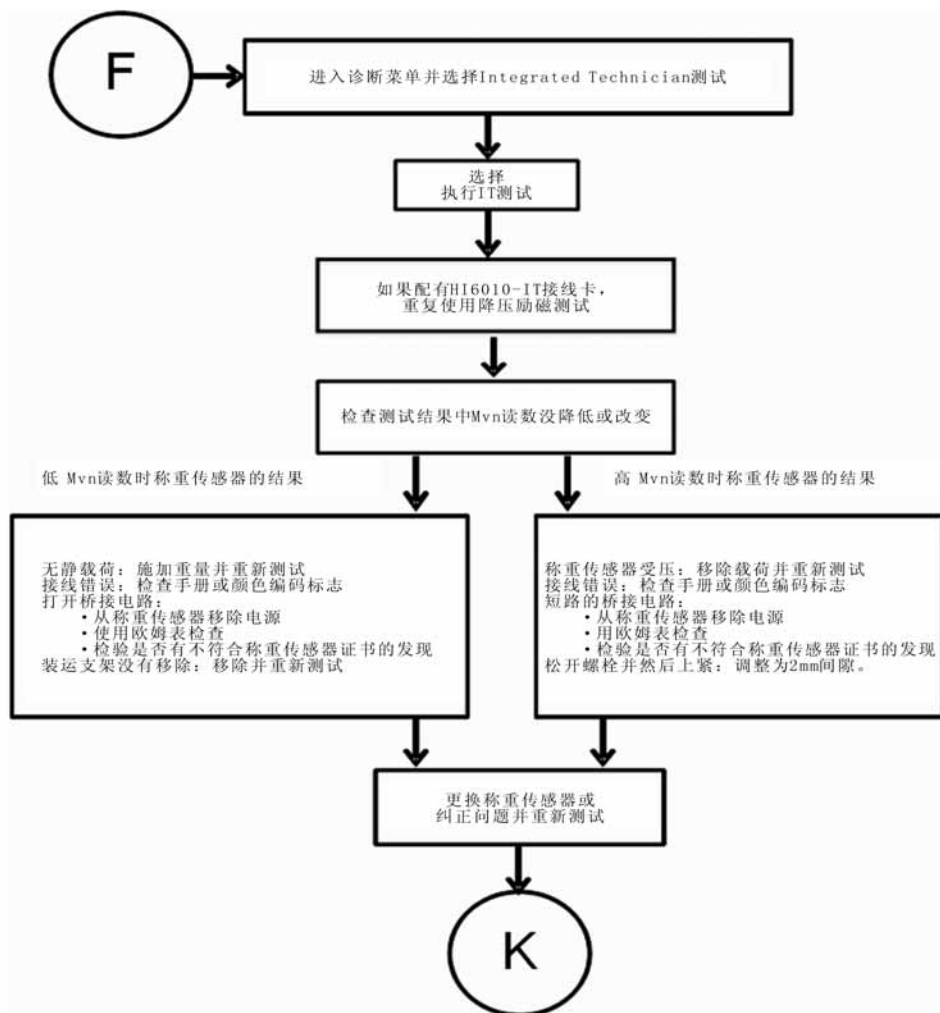 F
进入诊断菜单并选择Integrated Technician测试
选择
执行IT测试
如果配有HI6010-IT接线卡，
重复使用降压励磁测试
检查测试结果中Mvn读数没降低或改变
低 Mvn读数时称重传感器的结果
高 Mvn读数时称重传感器的结果
无静载荷：施加重量并重新测试
接线错误：检查手册或颜色编码标志
打开桥接电路：
·从称重传感器移除电源
·使用欧姆表检查
·检验是否有不符合称重传感器证书的发现
装运支架没有移除：移除并重新测试
称重传感器受压：移除载荷并重新测试
接线错误：检查手册或颜色编码标志
短路的桥接电路：
·从称重传感器移除电源
·用欧姆表检查
·检验是否有不符合称重传感器证书的发现
松开螺栓并然后上紧：调整为2mm间隙。
更换称重传感器或
纠正问题并重新测试
K